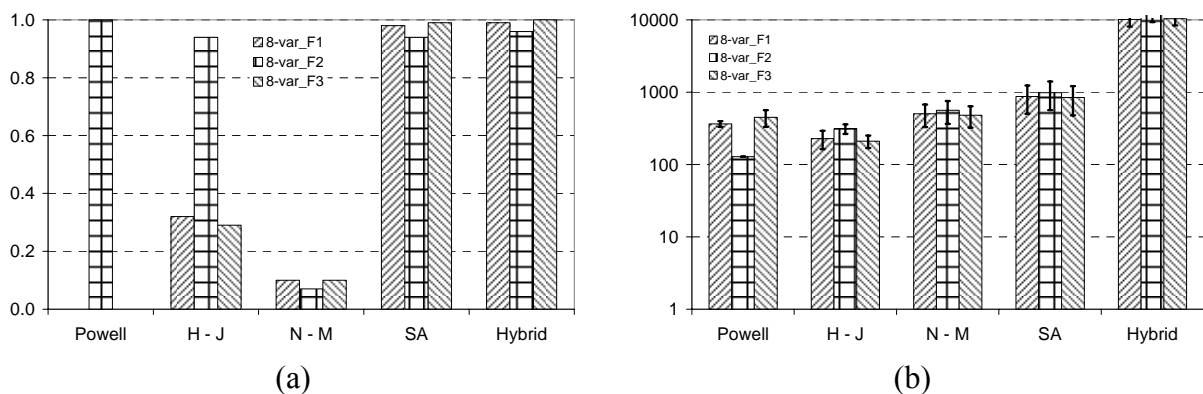 1.0
0.8
0.6
0.4
0.2
0.0
8-var_F1
8-var_F2
8-var_F3
Powell H - J N - M SA Hybrid
(a)
10000
1000
100
10
1
8-var_F1
8-var_F2
8-var_F3
Powell H - J N - M SA Hybrid
(b)